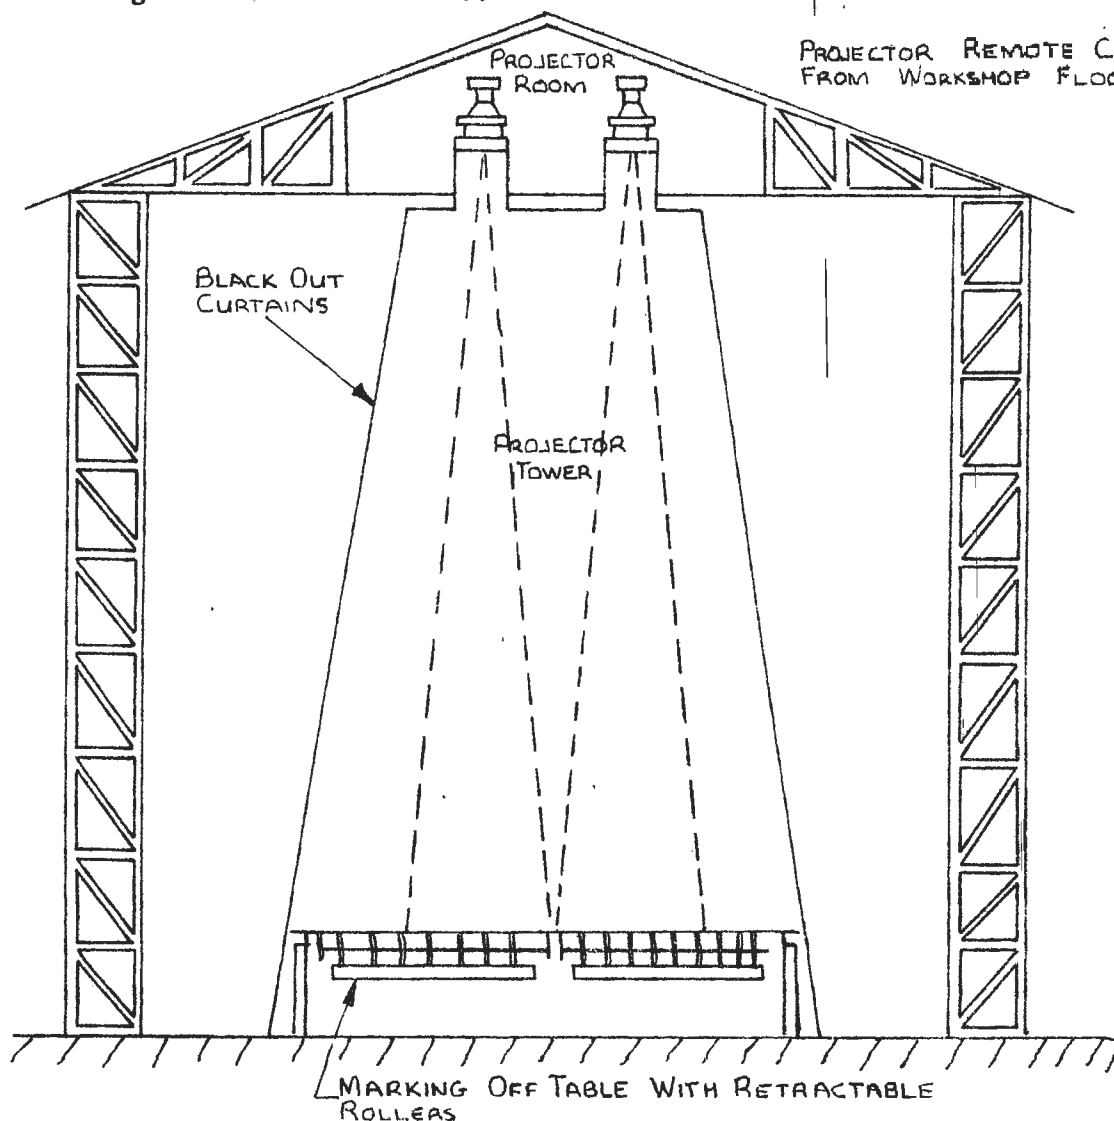 PROJECTOR
ROOM
PROJECTOR REMOTE C
FROM WORKSHOP FLOO
BLACK OUT
CURTAINS
PROJECTOR
TOWER
MARKING OFF TABLE WITH RETRACTABLE
ROLLERS